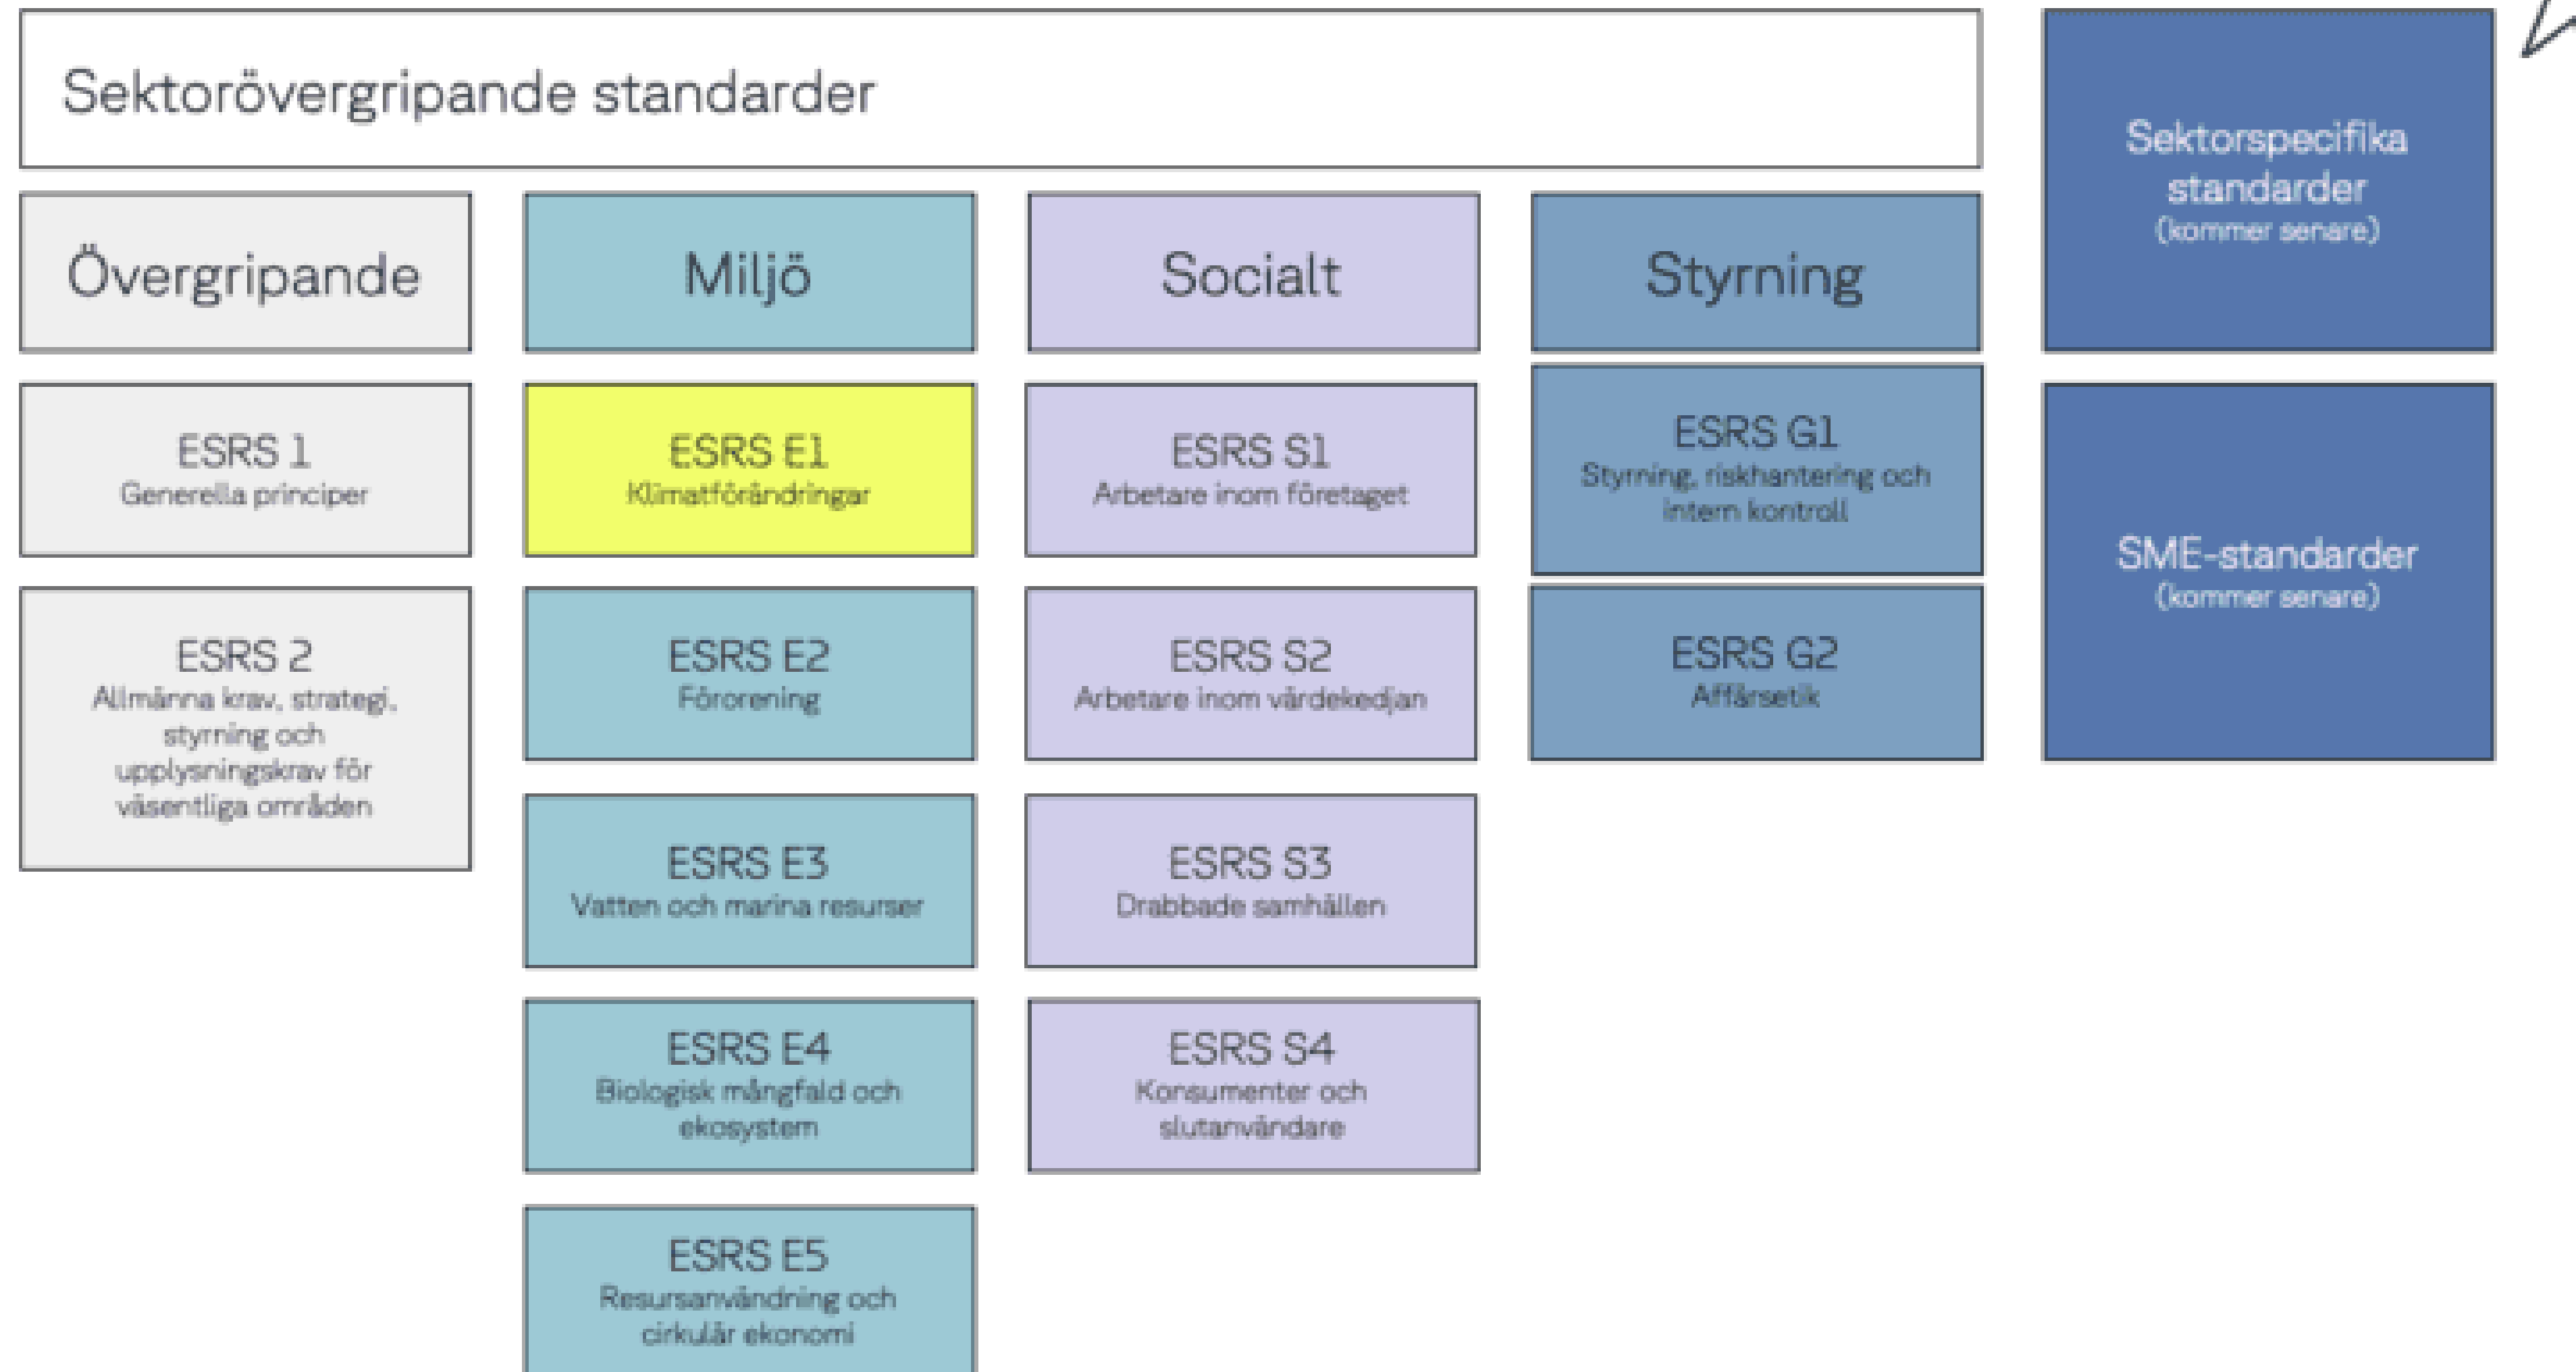 Sektorövergripande standarder
Övergripande
ESRS 1
Generella principer
ESRS 2
Allmänna krav, strategi,
styrning och
upplysningskrav för
väsentliga områden
Miljö
ESRS E1
Klimatförändringar
ESRS E2
Förorening
ESRS E3
Vatten och marina resurser
ESRS E4
Biologisk mångfald och
ekosystem
ESRS E5
Resursanvändning och
cirkulär ekonomi
Socialt
ESRS S1
Arbetare inom företaget
ESRS S2
Arbetare inom värdekedjan
ESRS S3
Drabbade samhällen
ESRS S4
Konsumenter och
slutanvändare
Styrning
ESRS G1
Styrning, riskhantering och
intern kontroll
ESRS G2
Affärsetik
Sektorspecifika
standarder
(kommer senare)
SME-standarder
(kommer senare)